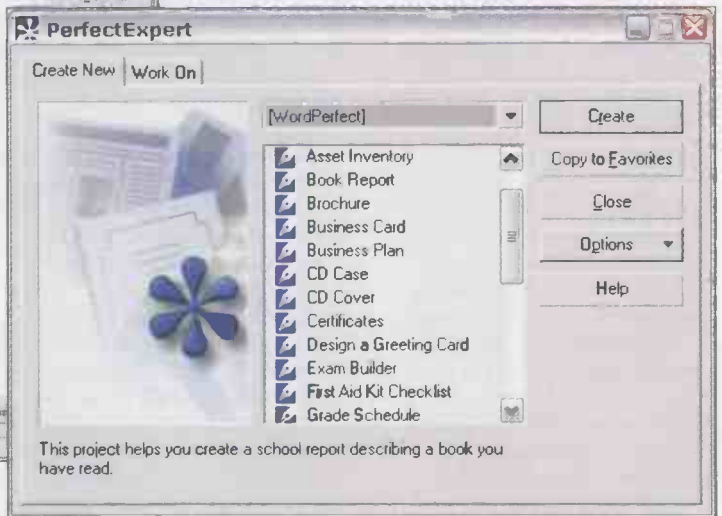 PerfectExpert
Create New
Work On
[WordPerfect]
Asset Inventory
Book Report
Brochure
Business Card
Business Plan
CD Case
CD Cover
Certificates
Design a Greeting Card
Exam Builder
First Aid Kit Checklist
Grade Schedule
Create
Copy to Favorites
Close
Options
Help
This project helps you create a school report describing a book you
have read.